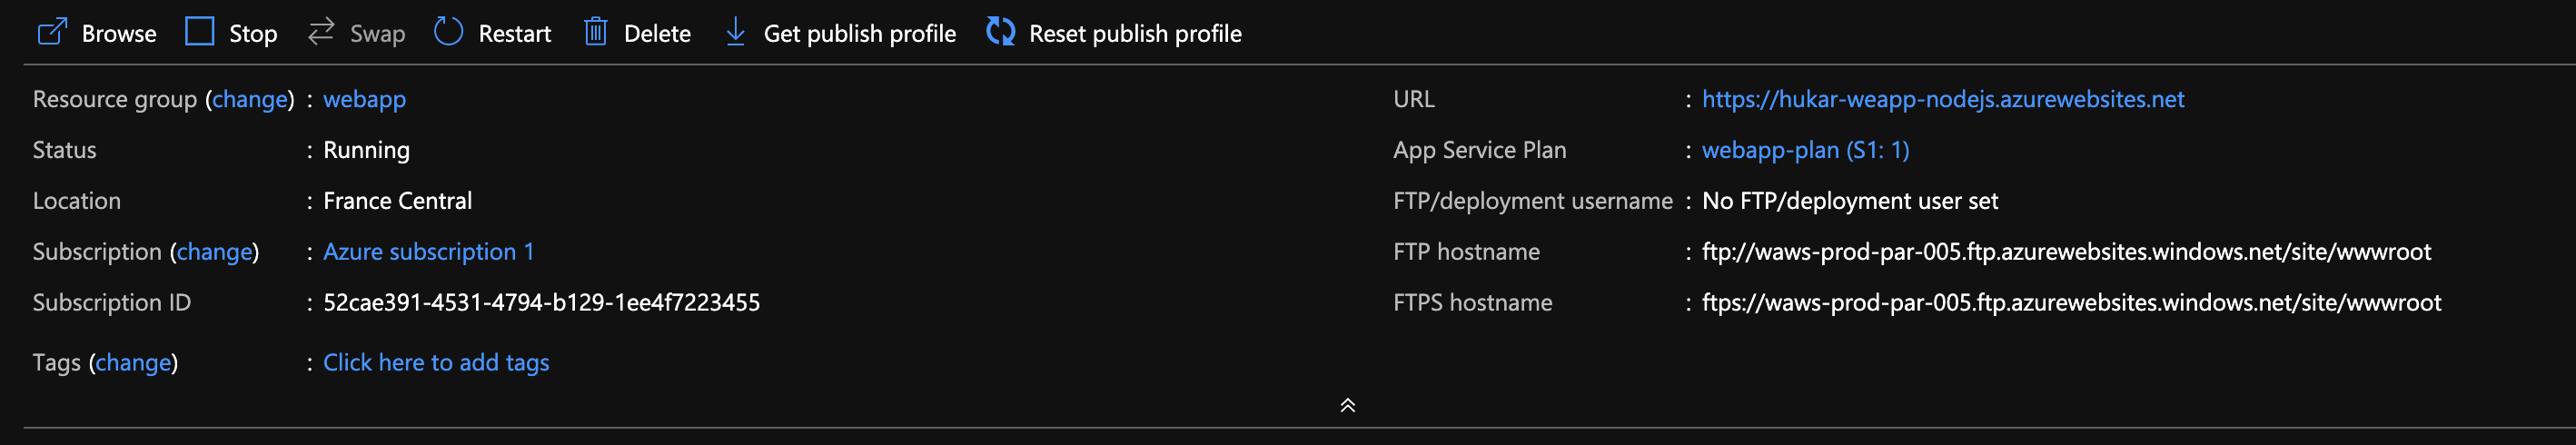 Browse Stop Swap Restart Delete Get publish profile Reset publish profile
Resource group (change) : webapp
Status : Running
Location : France Central
Subscription (change) : Azure subscription 1
Subscription ID : 52cae391-4531-4794-b129-1ee4f7223455
Tags (change) : Click here to add tags
URL : https://hukar-weapp-nodejs.azurewebsites.net
App Service Plan : webapp-plan (S1: 1)
FTP/deployment username : No FTP/deployment user set
FTP hostname : ftp://waws-prod-par-005.ftp.azurewebsites.windows.net/site/wwwroot
FTPS hostname : ftps://waws-prod-par-005.ftp.azurewebsites.windows.net/site/wwwroot